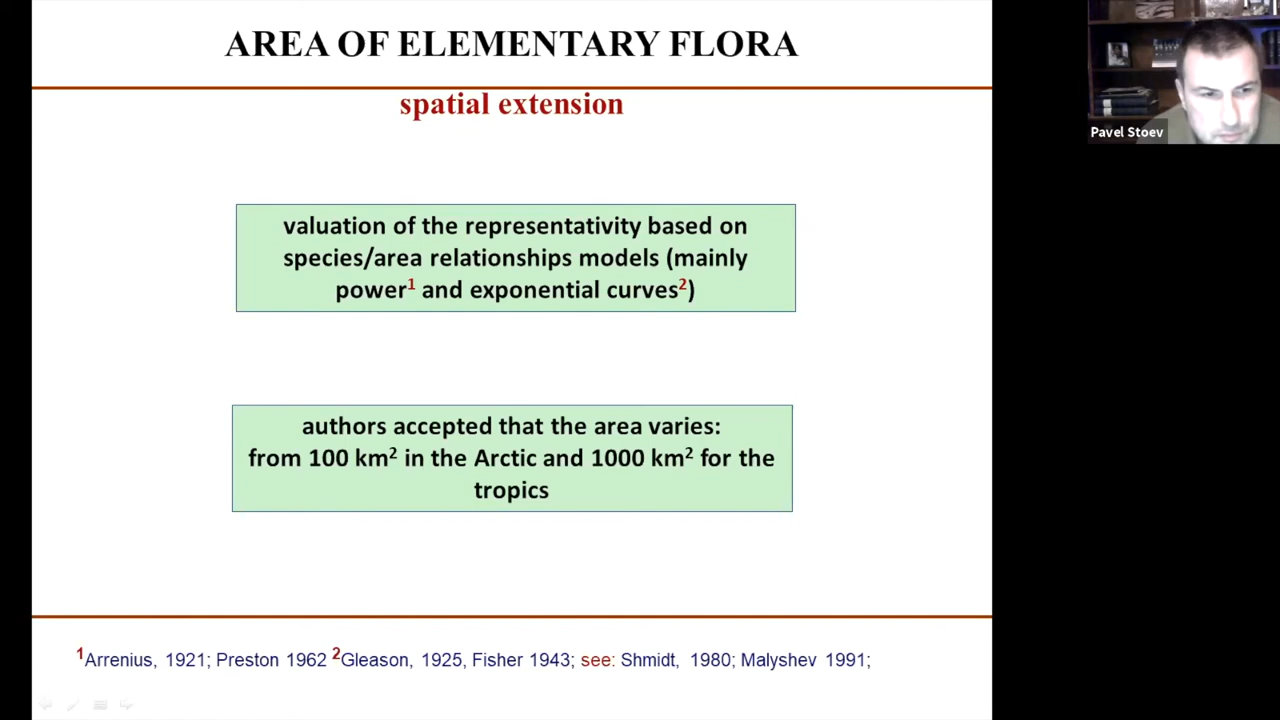 AREA OF ELEMENTARY FLORA
spatial extension
Pavel Stoev
valuation of the representativity based on
species/area relationships models (mainly
power¹ and exponential curves²)
authors accepted that the area varies:
from 100 km² in the Arctic and 1000 km² for the
tropics
¹Arrenius, 1921; Preston 1962 ²Gleason, 1925, Fisher 1943; see: Shmidt, 1980; Malyshev 1991;